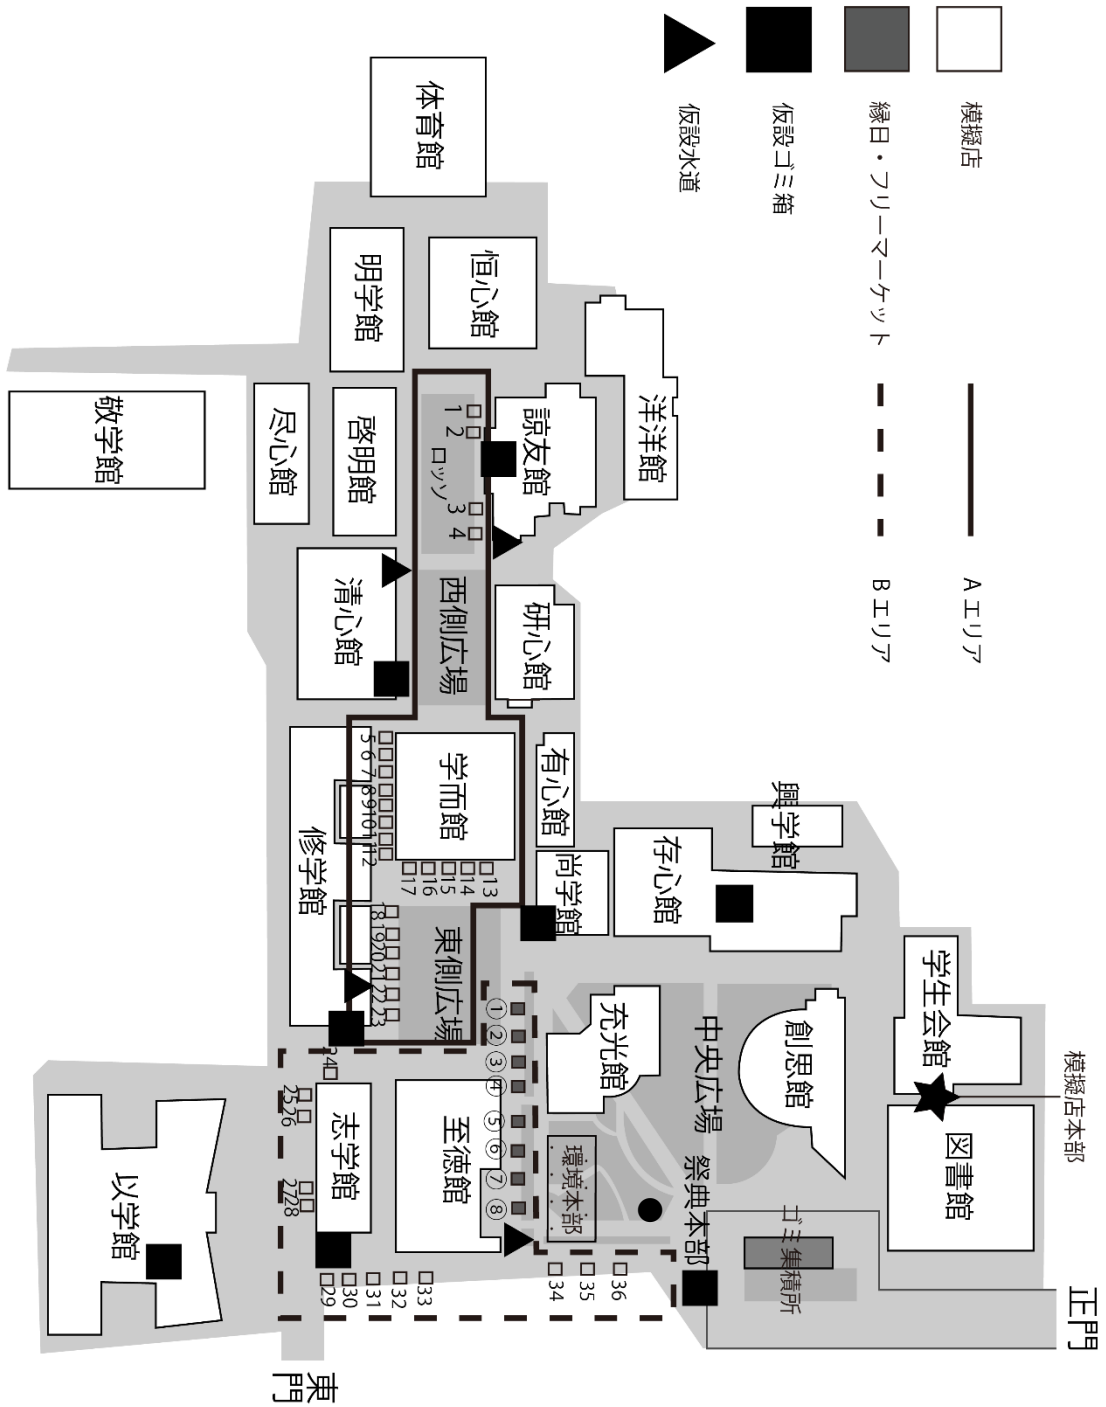 模擬店
縁日・フリーマーケット
仮設ゴミ箱
仮設水道
Aエリア
Bエリア
体育館
明学館
恒心館
洋洋館
敬学館
尽心館
啓明館
諒友館
1
2
ロッソ
3
4
清心館
西側広場
研心館
修学館
5
6
7
8
9
10
11
12
学而館
有心館
17
16
15
14
13
尚学館
存心館
興学館
18
19
20
21
22
23
東側広場
①
②
③
④
⑤
⑥
⑦
⑧
充光館
中央広場
創思館
学生会館
模擬店本部
図書館
24
25
26
27
28
志学館
至徳館
環境本部
祭典本部
ゴミ集積所
以学館
29
30
31
32
33
34
35
36
東門
正門